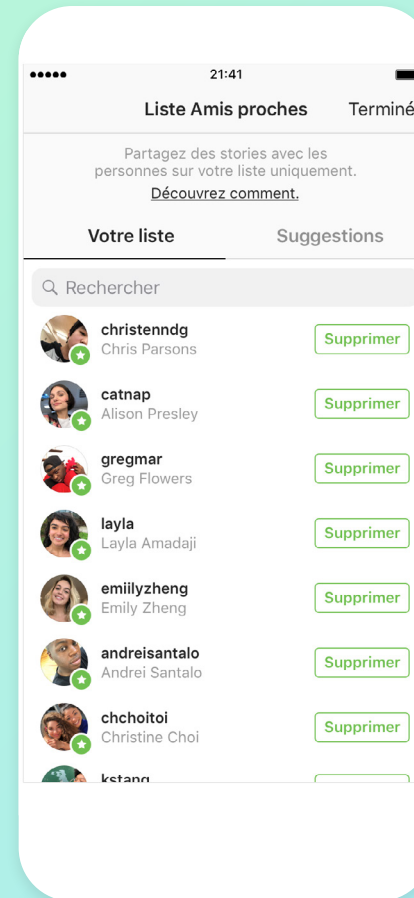 21:41
Liste Amis proches Terminé
Partagez des stories avec les
personnes sur votre liste uniquement.
Découvrez comment.
Votre liste Suggestions
Rechercher
christenndg
Chris Parsons
Supprimer
catnap
Alison Presley
Supprimer
gregmar
Greg Flowers
Supprimer
layla
Layla Amadaji
Supprimer
emiilyzheng
Emily Zheng
Supprimer
andreisantalo
Andrei Santalo
Supprimer
chchoitoi
Christine Choi
Supprimer
kstang